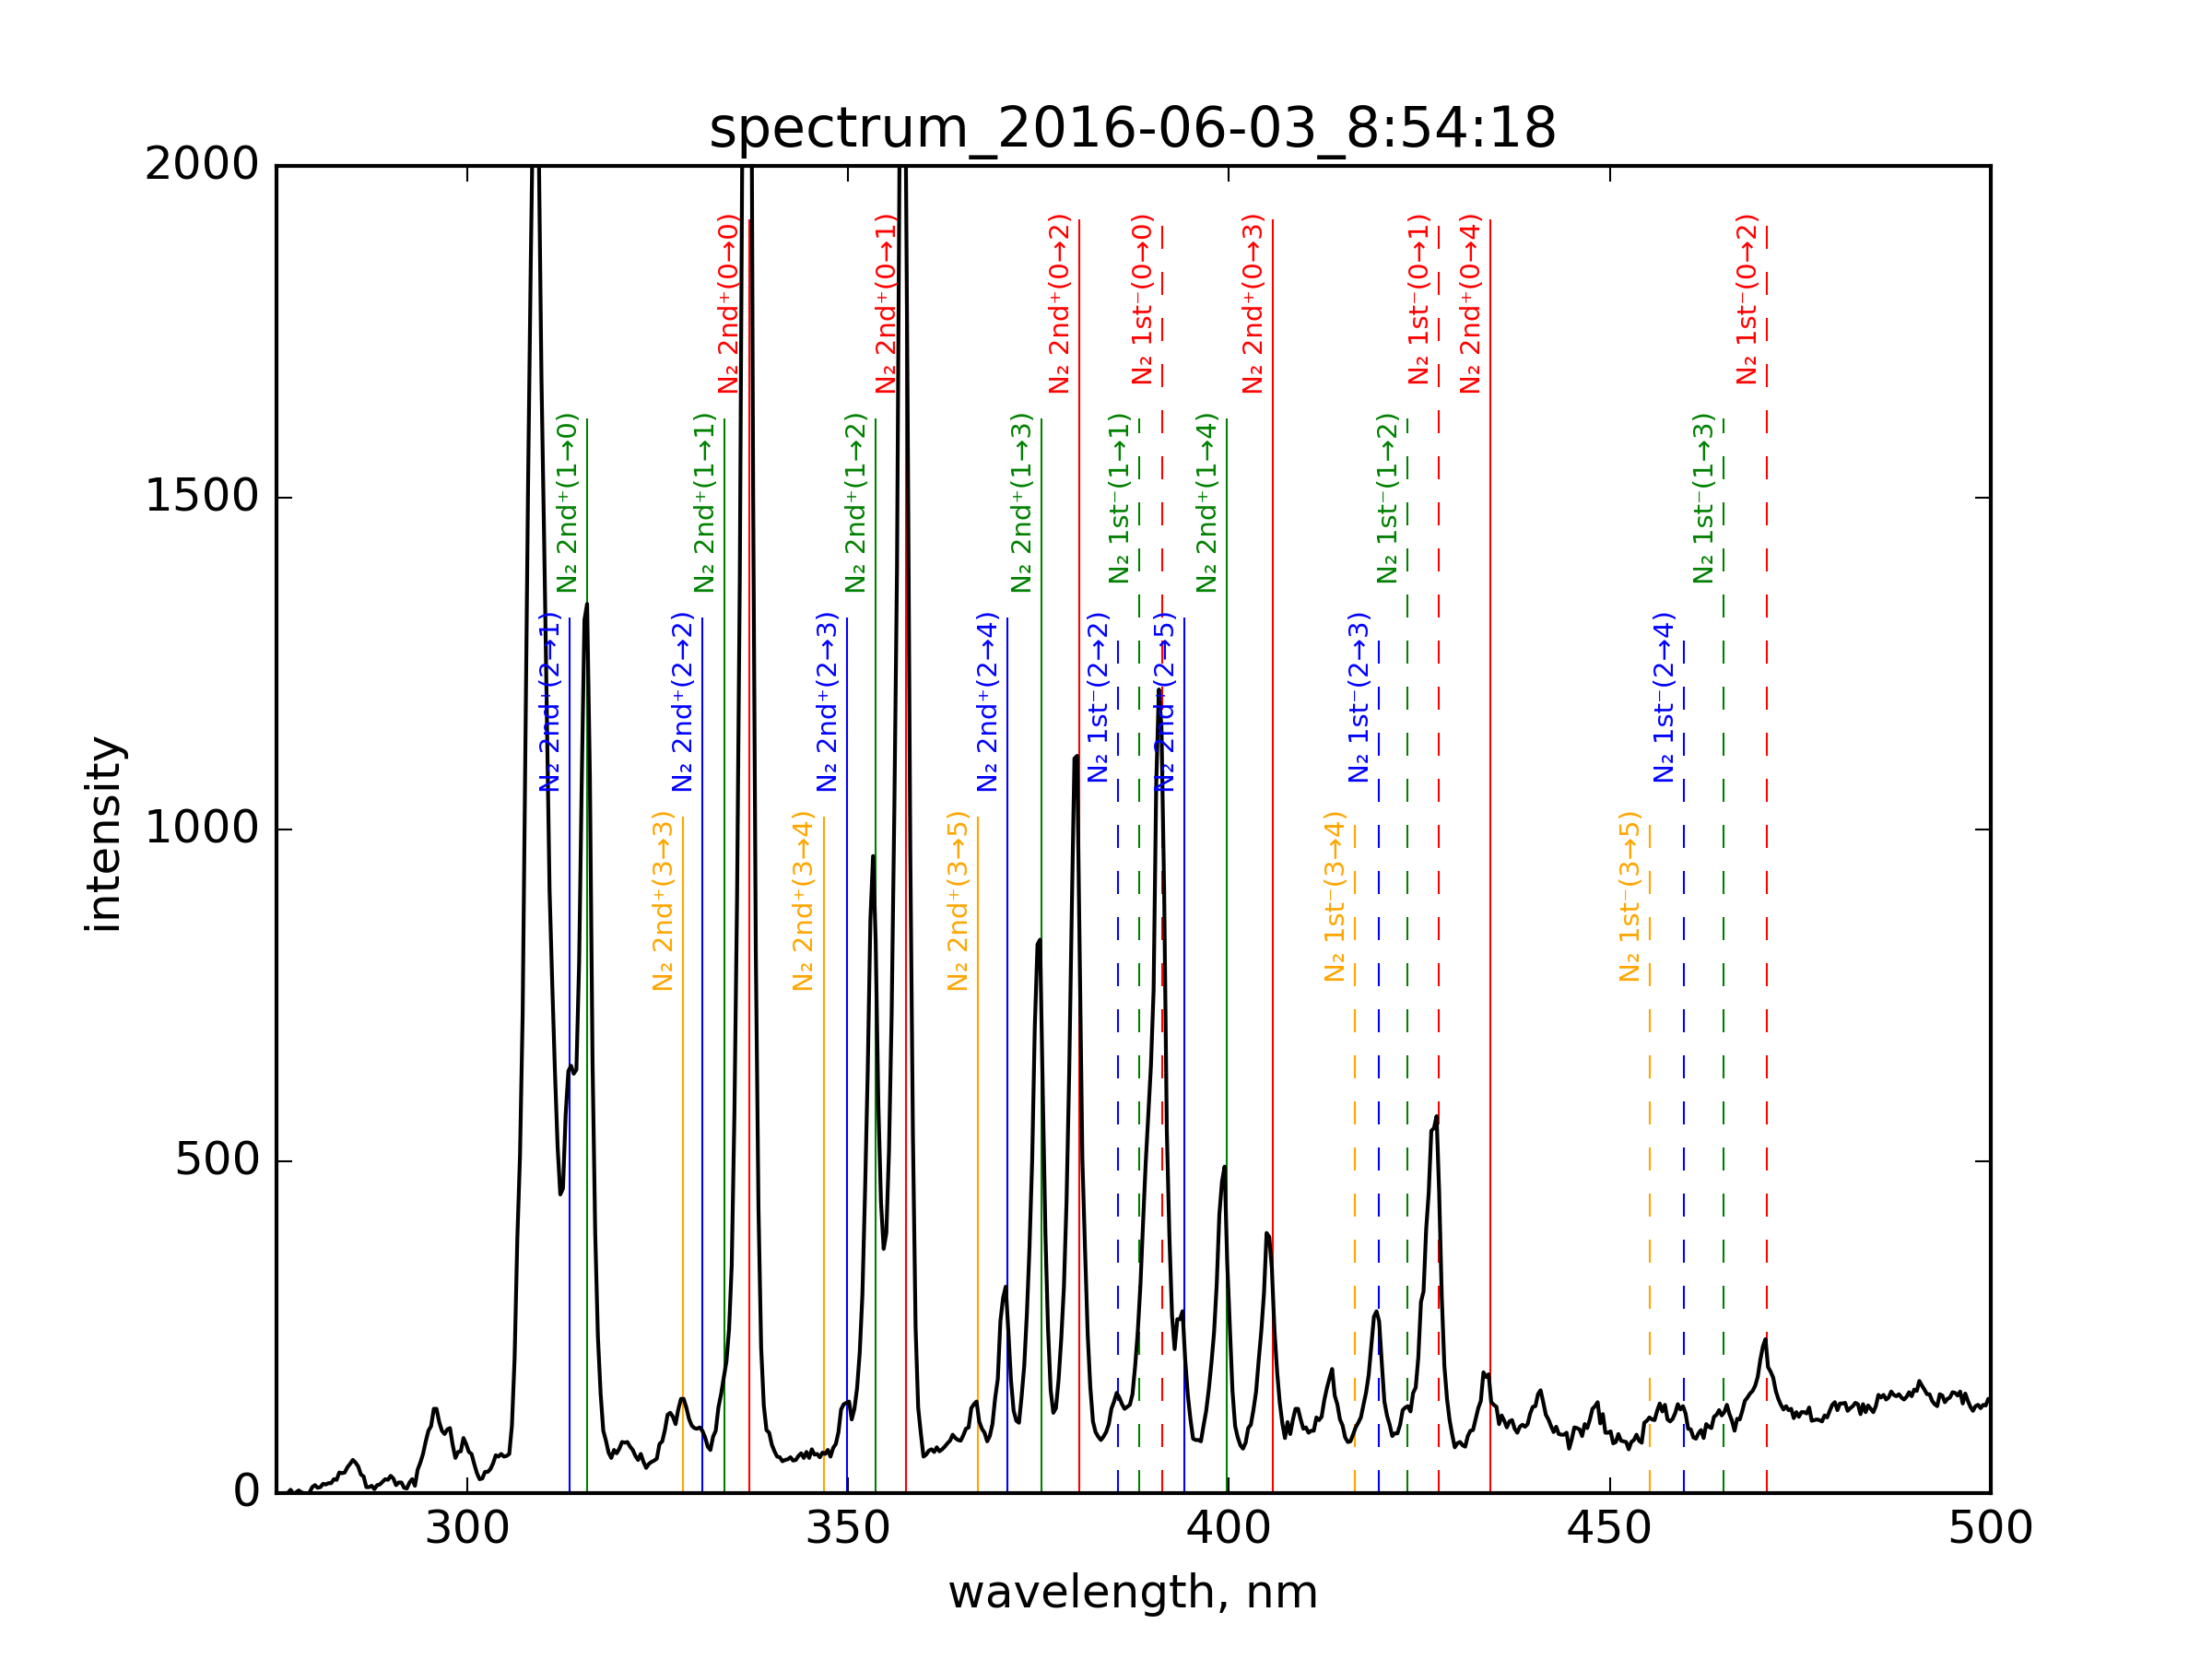 spectrum_2016-06-03_8:54:18
2000
1500
1000
500
0
intensity
N₂ 2nd⁺(0→0)
N₂ 2nd⁺(0→1)
N₂ 2nd⁺(0→2)
N₂ 1st⁻(0→0)
N₂ 2nd⁺(0→3)
N₂ 1st⁻(0→1)
N₂ 2nd⁺(0→4)
N₂ 1st⁻(0→2)
N₂ 2nd⁺(1→0)
N₂ 2nd⁺(1→1)
N₂ 2nd⁺(1→2)
N₂ 2nd⁺(1→3)
N₂ 1st⁻(1→1)
N₂ 2nd⁺(1→4)
N₂ 1st⁻(1→2)
N₂ 1st⁻(1→3)
N₂ 2nd⁺(2→1)
N₂ 2nd⁺(2→2)
N₂ 2nd⁺(2→3)
N₂ 2nd⁺(2→4)
N₂ 1st⁻(2→2)
N₂ 2nd⁺(2→5)
N₂ 1st⁻(2→3)
N₂ 1st⁻(2→4)
N₂ 2nd⁺(3→3)
N₂ 2nd⁺(3→4)
N₂ 2nd⁺(3→5)
N₂ 1st⁻(3→4)
N₂ 1st⁻(3→5)
300 350 400 450 500
wavelength, nm